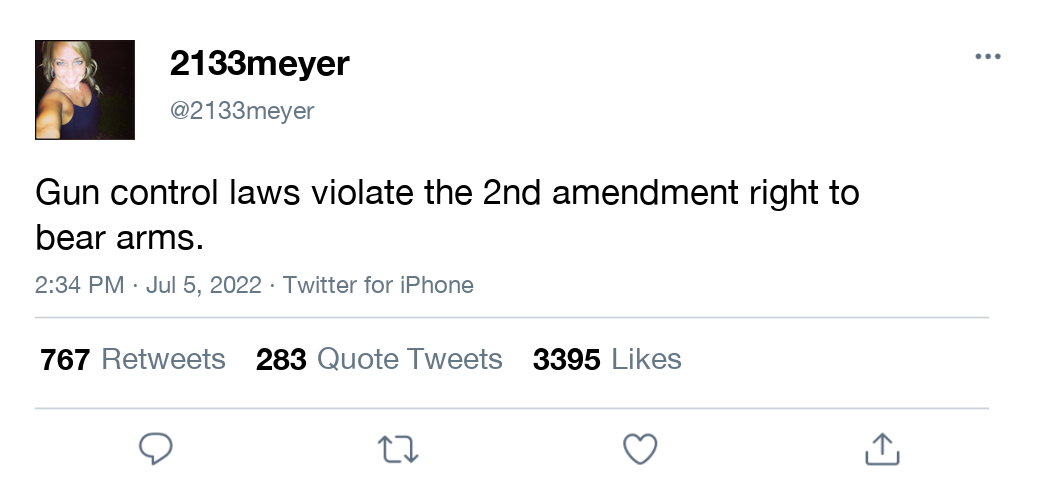 2133meyer
@2133meyer
Gun control laws violate the 2nd amendment right to
bear arms.
2:34 PM · Jul 5, 2022 · Twitter for iPhone
767 Retweets 283 Quote Tweets 3395 Likes